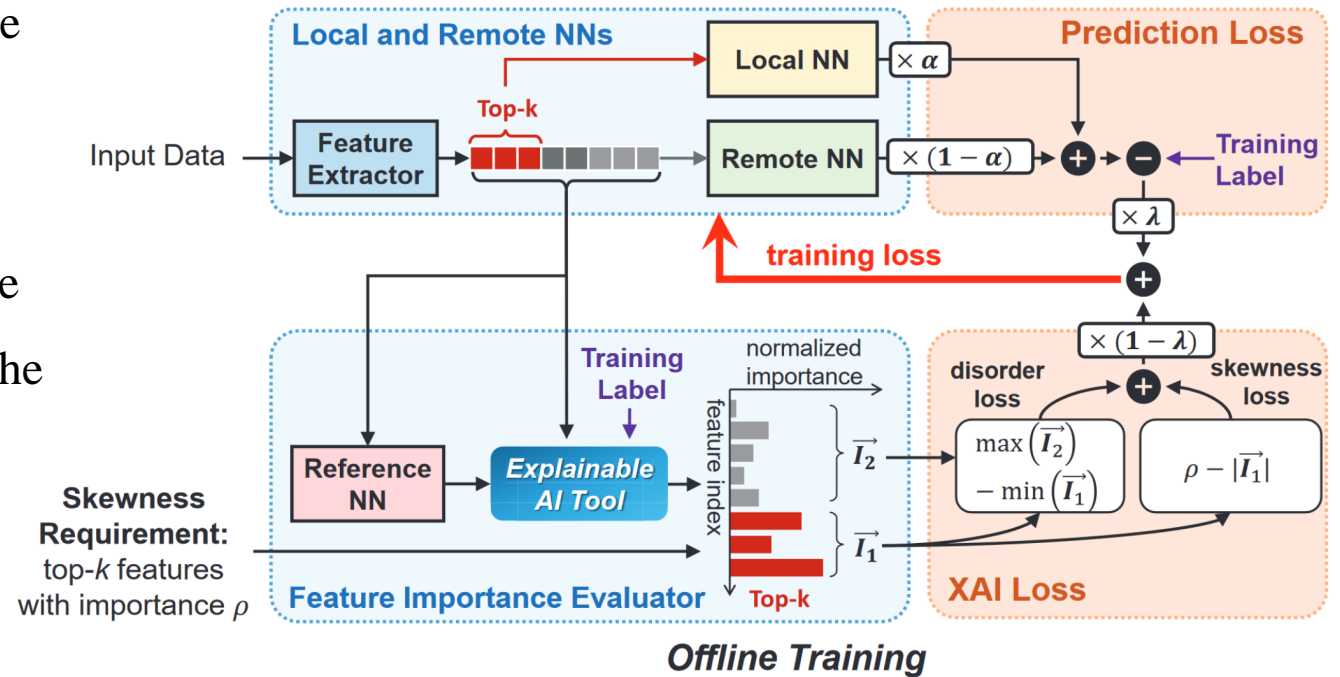 e
e
he
Local and Remote NNs
Prediction Loss
Local NN
× α
Top-k
Input Data
Feature
Extractor
Remote NN
× (1 − α)
+
−
Training
Label
× λ
training loss
+
× (1 − λ)
normalized
importance
disorder
loss
+
skewness
loss
Training
Label
feature index
Reference
NN
Explainable
AI Tool
I₂
max(I₂)
− min(I₁)
ρ − |I₁|
Skewness
Requirement:
top-k features
with importance ρ
I₁
Feature Importance Evaluator
Top-k
XAI Loss
Offline Training